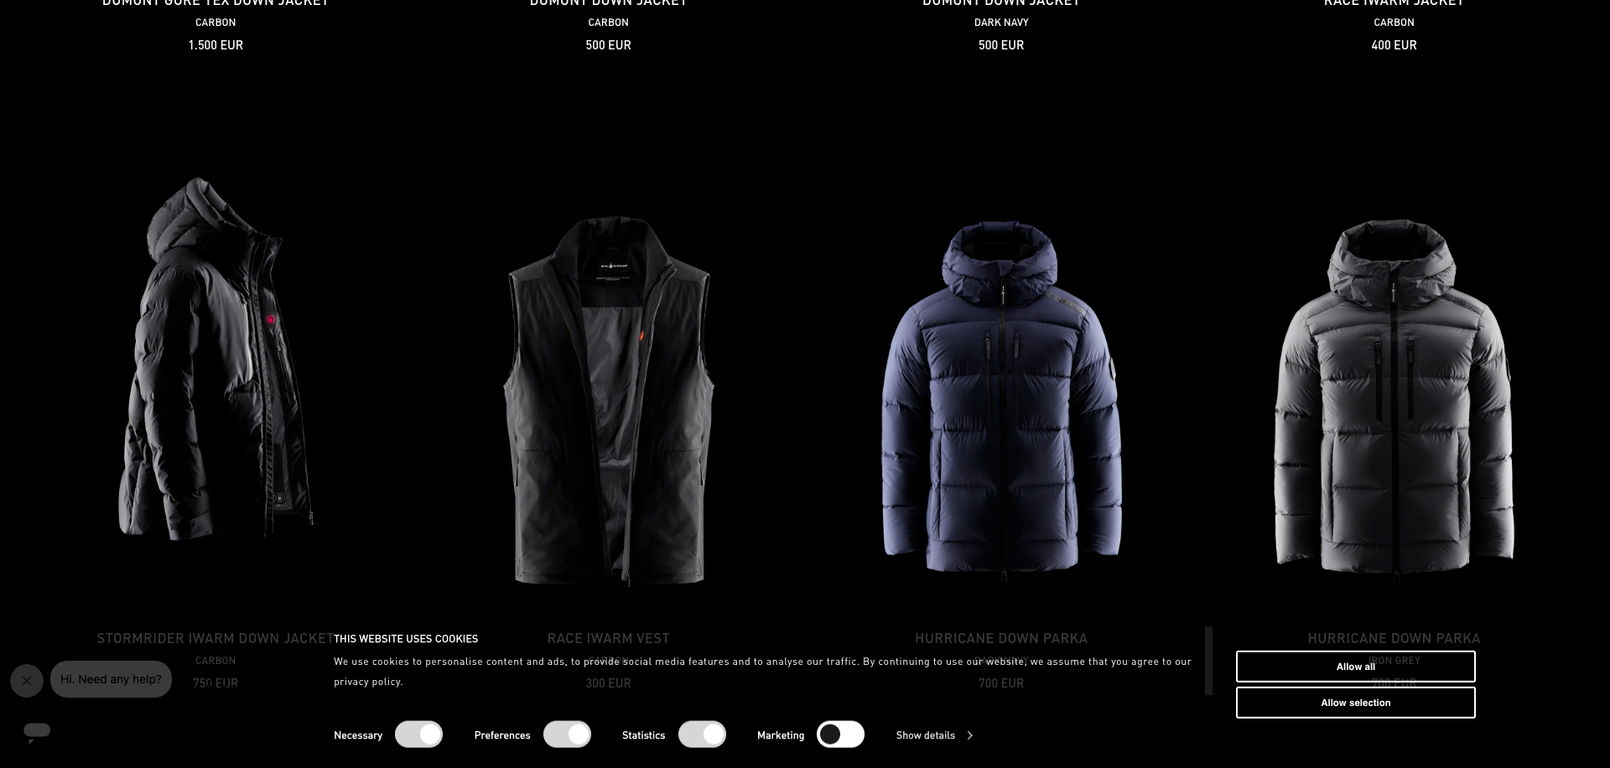 DUMONT GORE TEX DOWN JACKET
CARBON
1.500 EUR
DUMONT DOWN JACKET
CARBON
500 EUR
DUMONT DOWN JACKET
DARK NAVY
500 EUR
RACE IWARM JACKET
CARBON
400 EUR
STORMRIDER IWARM DOWN JACKET
CARBON
750 EUR
RACE IWARM VEST
CARBON
300 EUR
HURRICANE DOWN PARKA
DARK NAVY
700 EUR
HURRICANE DOWN PARKA
IRON GREY
700 EUR
Hi. Need any help?
THIS WEBSITE USES COOKIES
We use cookies to personalise content and ads, to provide social media features and to analyse our traffic. By continuing to use our website, we assume that you agree to our
privacy policy.
Necessary
Preferences
Statistics
Marketing
Show details
Allow all
Allow selection